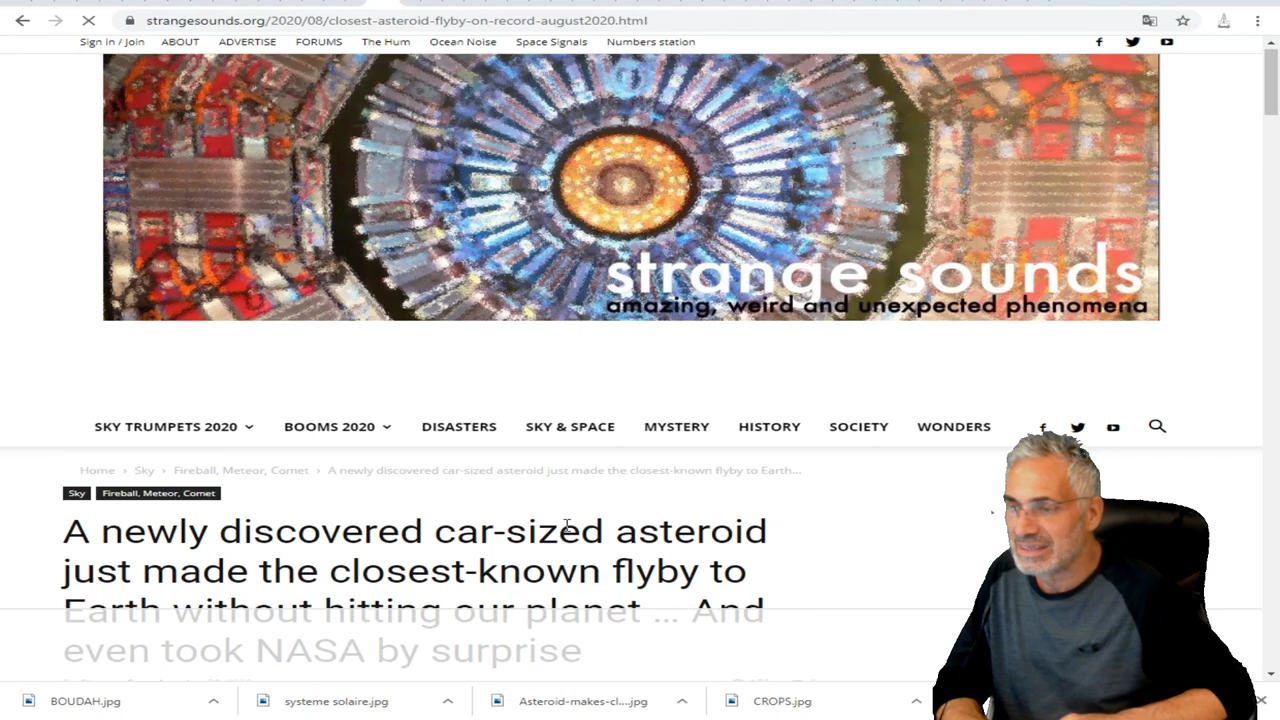 strangesounds.org/2020/08/closest-asteroid-flyby-on-record-august2020.html
Sign in / Join ABOUT ADVERTISE FORUMS The Hum Ocean Noise Space Signals Numbers station
strange sounds
amazing, weird and unexpected phenomena
SKY TRUMPETS 2020 BOOMS 2020 DISASTERS SKY & SPACE MYSTERY HISTORY SOCIETY WONDERS
Home › Sky › Fireball, Meteor, Comet › A newly discovered car-sized asteroid just made the closest-known flyby to Earth...
Sky Fireball, Meteor, Comet
A newly discovered car-sized asteroid
just made the closest-known flyby to
Earth without hitting our planet ... And
even took NASA by surprise
BOUDAH.jpg systeme solaire.jpg Asteroid-makes-cl....jpg CROPS.jpg